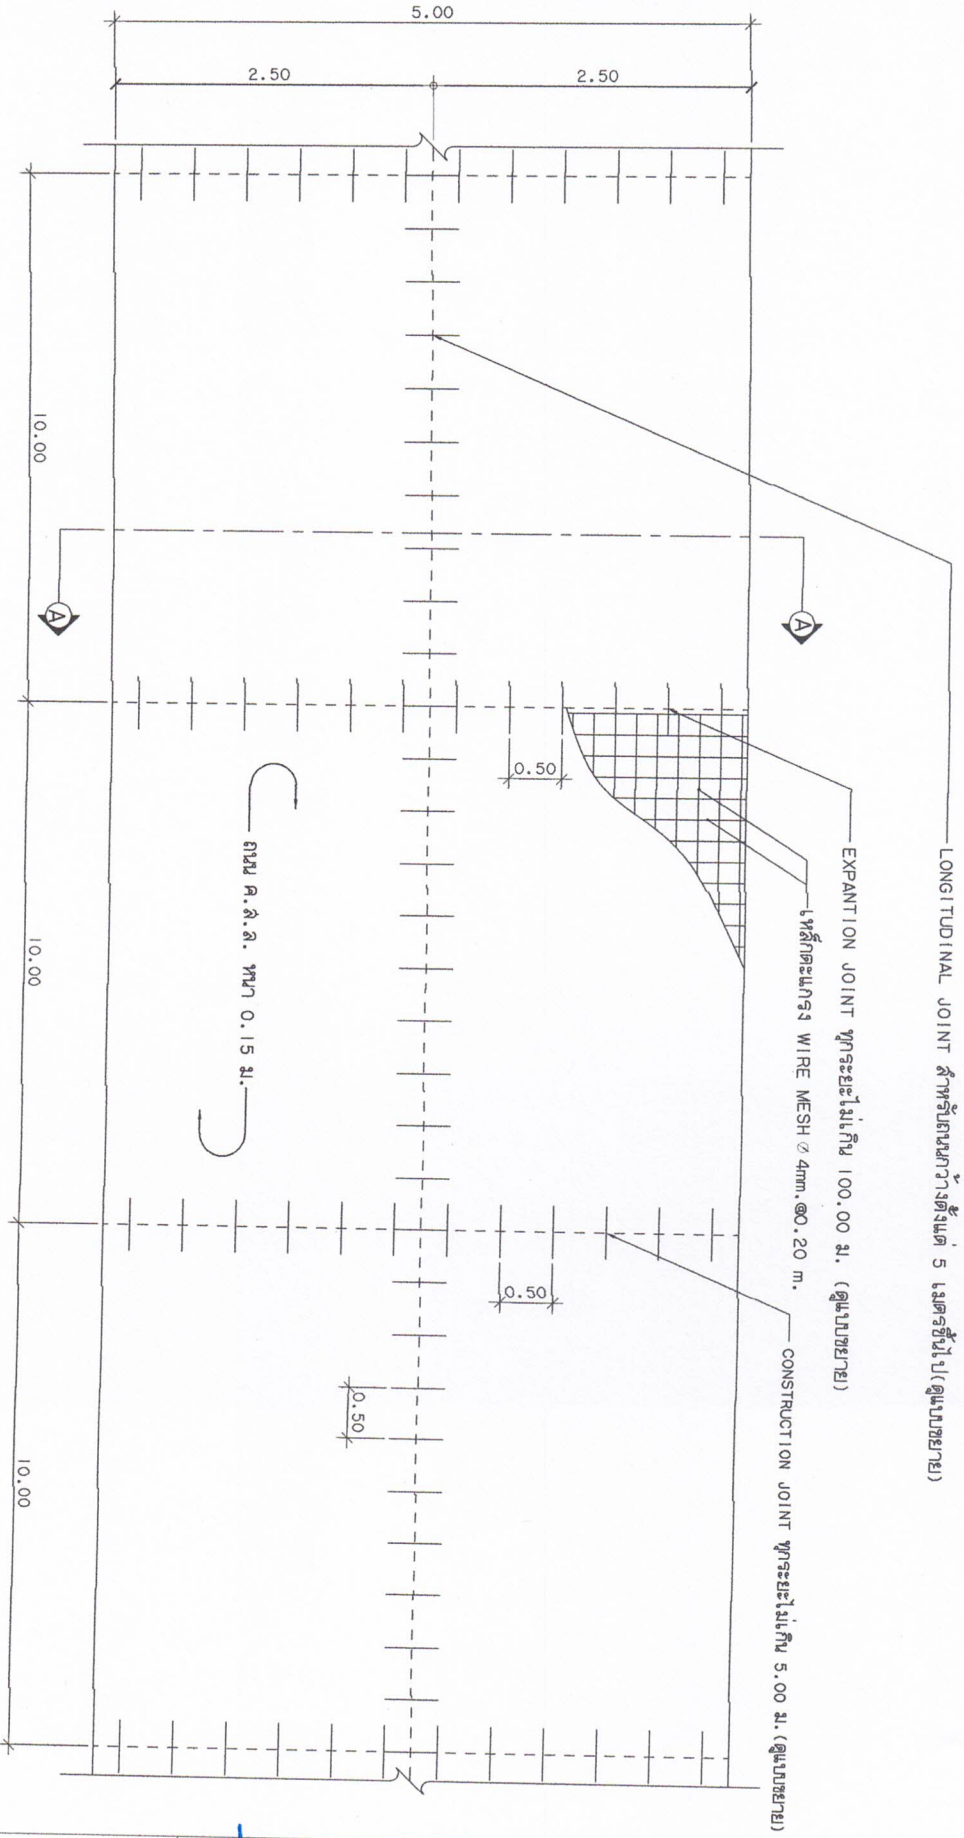 5.00
2.50
2.50
LONGITUDINAL JOINT สำหรับถนนกว้างตั้งแต่ 5 เมตรขึ้นไป(ดูแบบขยาย)
EXPANTION JOINT ทุกระยะไม่เกิน 100.00 ม. (ดูแบบขยาย)
เหล็กตะแกรง WIRE MESH ∅ 4mm.@0.20 m.
CONSTRUCTION JOINT ทุกระยะไม่เกิน 5.00 ม.(ดูแบบขยาย)
A
A
0.50
0.50
0.50
ถนน ค.ส.ล. หนา 0.15 ม.
10.00
10.00
10.00